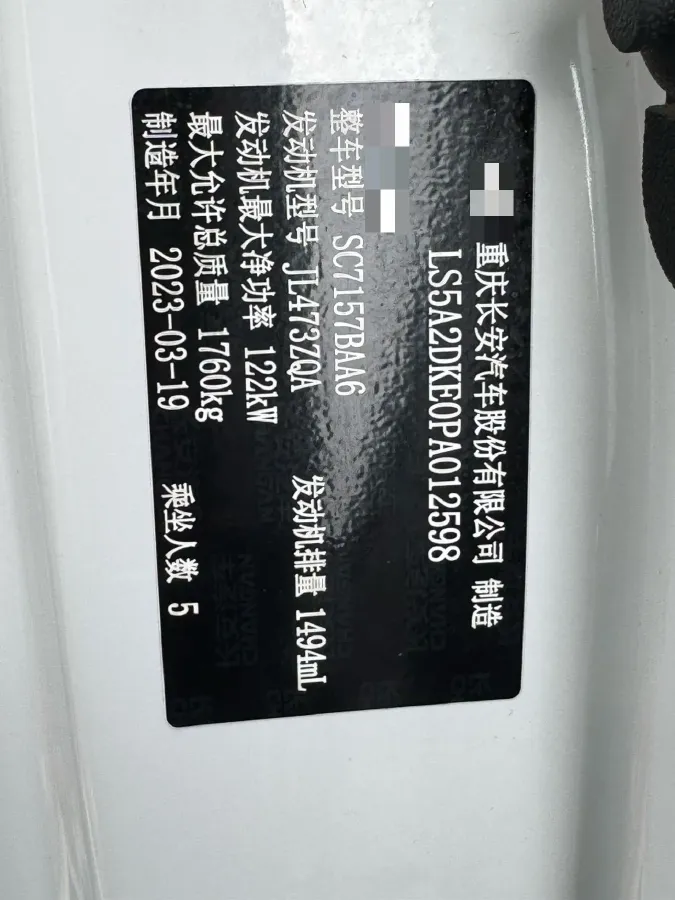 重庆长安汽车股份有限公司 制造
LS5A2DKE0PA012598
整车型号 SC7157BAA6
发动机型号 JL473ZQA 发动机排量 1494mL
发动机最大净功率 122kW
最大允许总质量 1760kg
制造年月 2023-03-19 乘坐人数 5